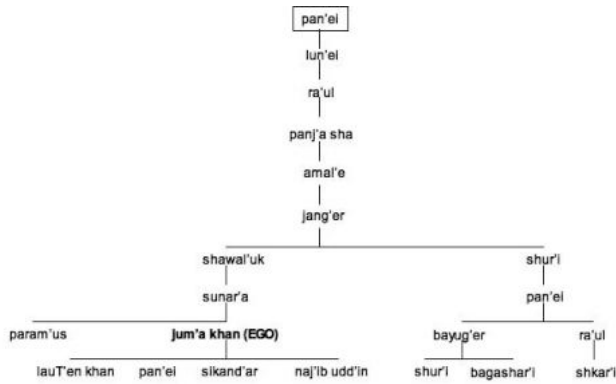 pan'ei
lun'ei
ra'ul
panj'a sha
amal'e
jang'er
shawal'uk shur'i
sunar'a pan'ei
param'us jum'a khan (EGO) bayug'er ra'ul
lauT'en khan pan'ei sikand'ar naj'ib udd'in shur'i bagashar'i shkar'i